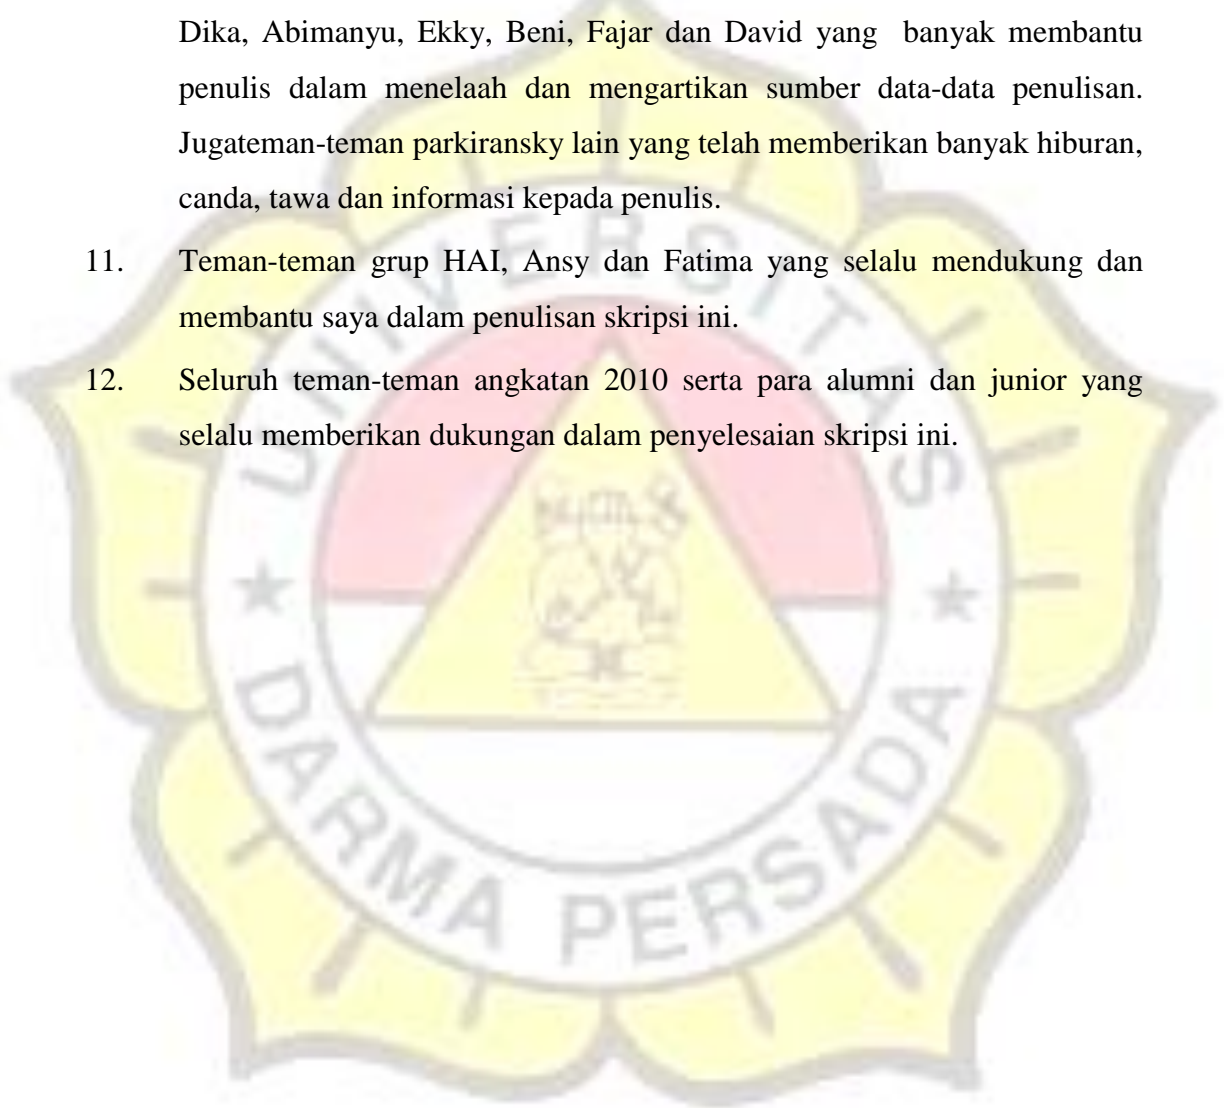 Dika, Abimanyu, Ekky, Beni, Fajar dan David yang banyak membantu
penulis dalam menelaah dan mengartikan sumber data-data penulisan.
Jugateman-teman parkiransky lain yang telah memberikan banyak hiburan,
canda, tawa dan informasi kepada penulis.
11. Teman-teman grup HAI, Ansy dan Fatima yang selalu mendukung dan
membantu saya dalam penulisan skripsi ini.
12. Seluruh teman-teman angkatan 2010 serta para alumni dan junior yang
selalu memberikan dukungan dalam penyelesaian skripsi ini.
UNIVERSITAS
DARMA PERSADA